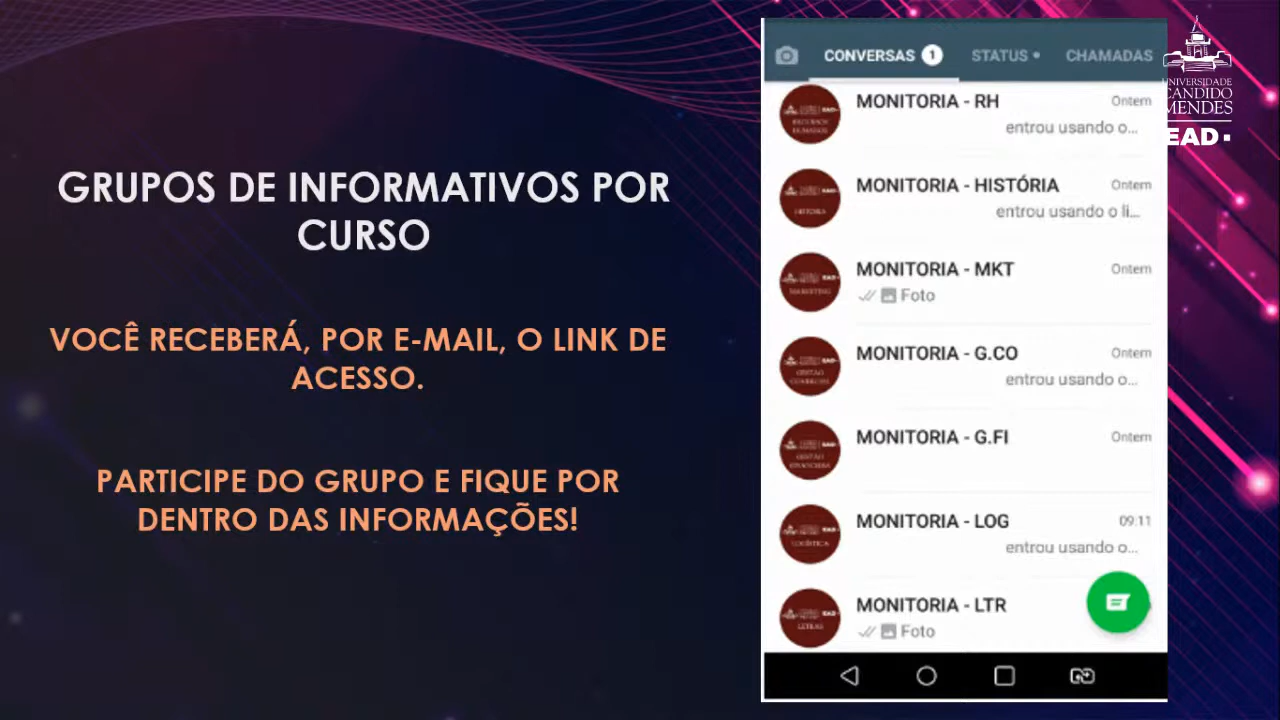 GRUPOS DE INFORMATIVOS POR
CURSO
VOCÊ RECEBERÁ, POR E-MAIL, O LINK DE
ACESSO.
PARTICIPE DO GRUPO E FIQUE POR
DENTRO DAS INFORMAÇÕES!
CONVERSAS 1 STATUS • CHAMADAS
MONITORIA - RH Ontem
entrou usando o...
MONITORIA - HISTÓRIA Ontem
entrou usando o li...
MONITORIA - MKT Ontem
Foto
MONITORIA - G.CO Ontem
entrou usando o...
MONITORIA - G.FI Ontem
MONITORIA - LOG 09:11
entrou usando o...
MONITORIA - LTR
Foto
UNIVERSIDADE
CANDIDO
MENDES
EAD